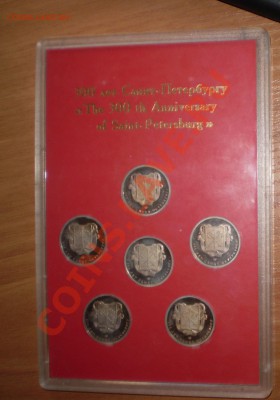 300 лет Санкт-Петербургу
«The 300 th Anniversary
of Saint-Petersburg»